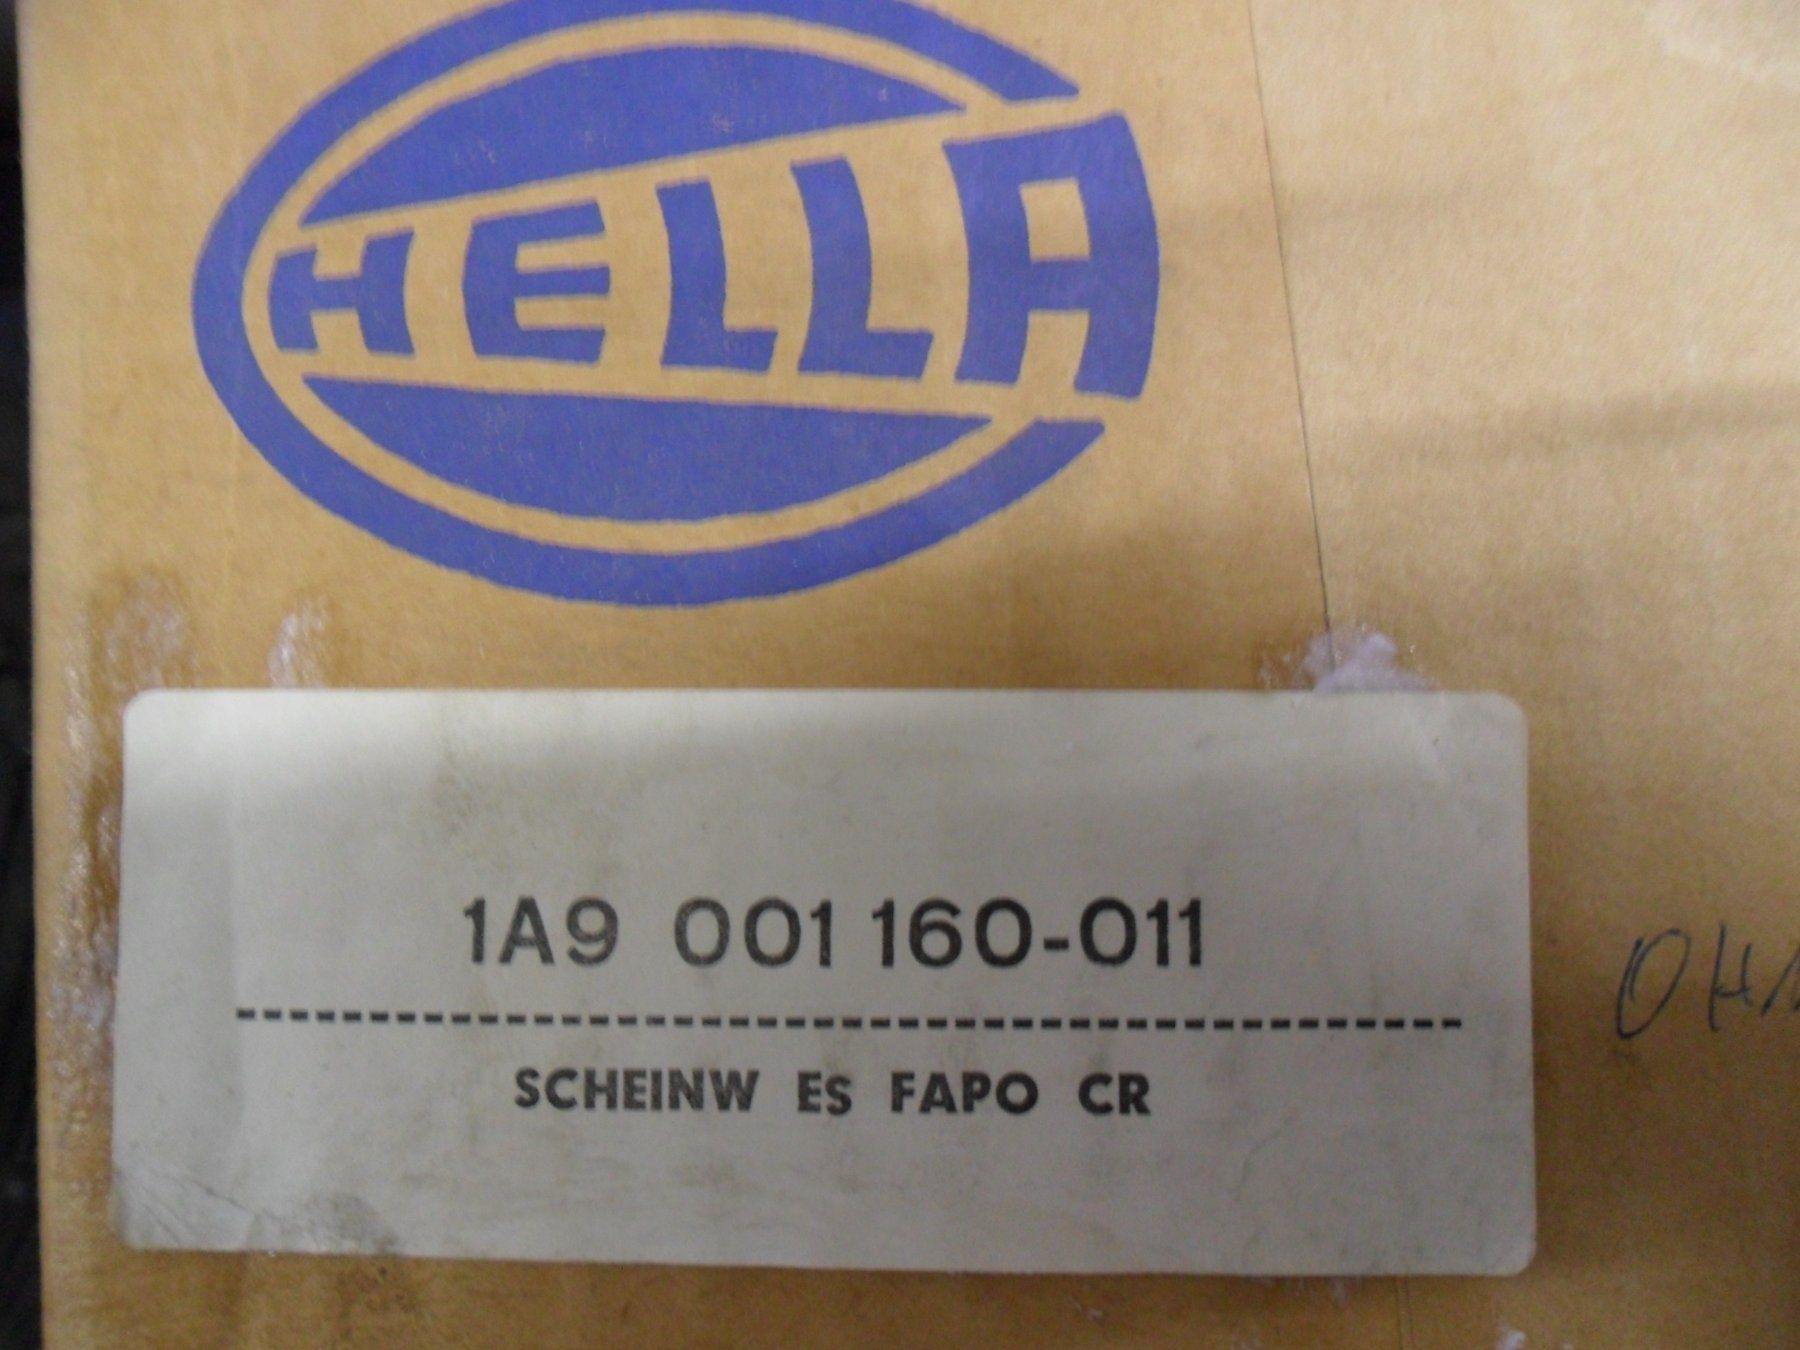 HELLA
1A9 001 160-011
SCHEINW ES FAPO CR